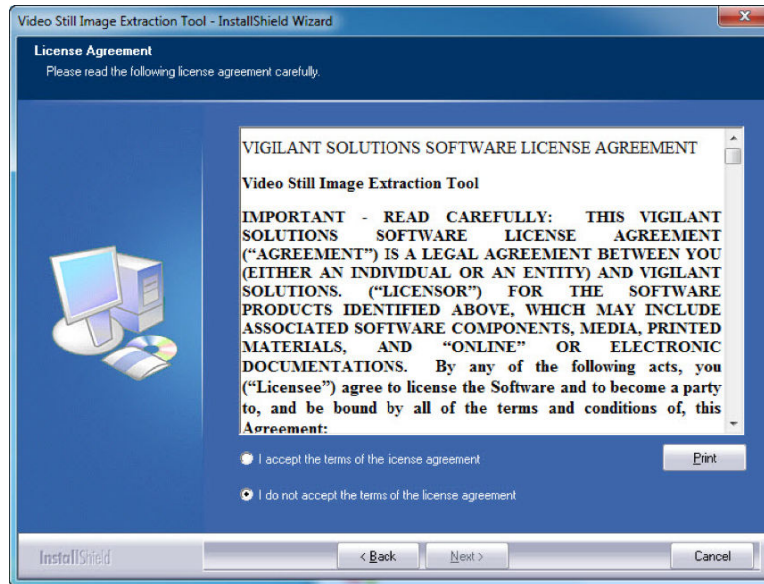 Video Still Image Extraction Tool - InstallShield Wizard
License Agreement
Please read the following license agreement carefully.
VIGILANT SOLUTIONS SOFTWARE LICENSE AGREEMENT
Video Still Image Extraction Tool
IMPORTANT - READ CAREFULLY: THIS VIGILANT
SOLUTIONS SOFTWARE LICENSE AGREEMENT
(“AGREEMENT”) IS A LEGAL AGREEMENT BETWEEN YOU
(EITHER AN INDIVIDUAL OR AN ENTITY) AND VIGILANT
SOLUTIONS. (“LICENSOR”) FOR THE SOFTWARE
PRODUCTS IDENTIFIED ABOVE, WHICH MAY INCLUDE
ASSOCIATED SOFTWARE COMPONENTS, MEDIA, PRINTED
MATERIALS, AND “ONLINE” OR ELECTRONIC
DOCUMENTATIONS. By any of the following acts, you
(“Licensee”) agree to license the Software and to become a party
to, and be bound by all of the terms and conditions of, this
Agreement:
I accept the terms of the icense agreement
Print
I do not accept the terms of the license agreement
InstallShield
< Back
Next >
Cancel